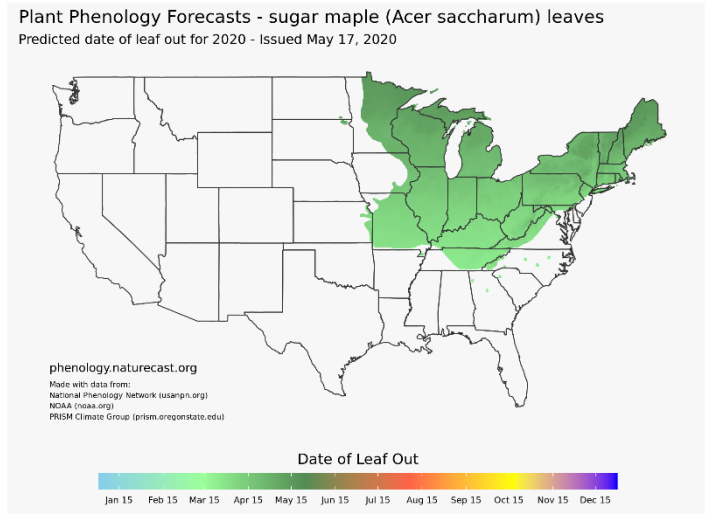 Plant Phenology Forecasts - sugar maple (Acer saccharum) leaves
Predicted date of leaf out for 2020 - Issued May 17, 2020
phenology.naturecast.org
Made with data from:
National Phenology Network (usanpn.org)
NOAA (noaa.org)
PRISM Climate Group (prism.oregonstate.edu)
Date of Leaf Out
Jan 15 Feb 15 Mar 15 Apr 15 May 15 Jun 15 Jul 15 Aug 15 Sep 15 Oct 15 Nov 15 Dec 15